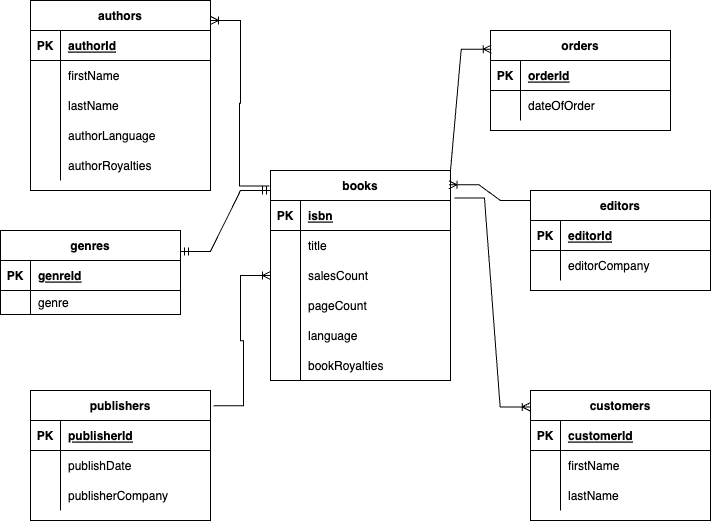 authors
PK authorId
firstName
lastName
authorLanguage
authorRoyalties
orders
PK orderId
dateOfOrder
books
PK isbn
title
salesCount
pageCount
language
bookRoyalties
editors
PK editorId
editorCompany
genres
PK genreId
genre
publishers
PK publisherId
publishDate
publisherCompany
customers
PK customerId
firstName
lastName